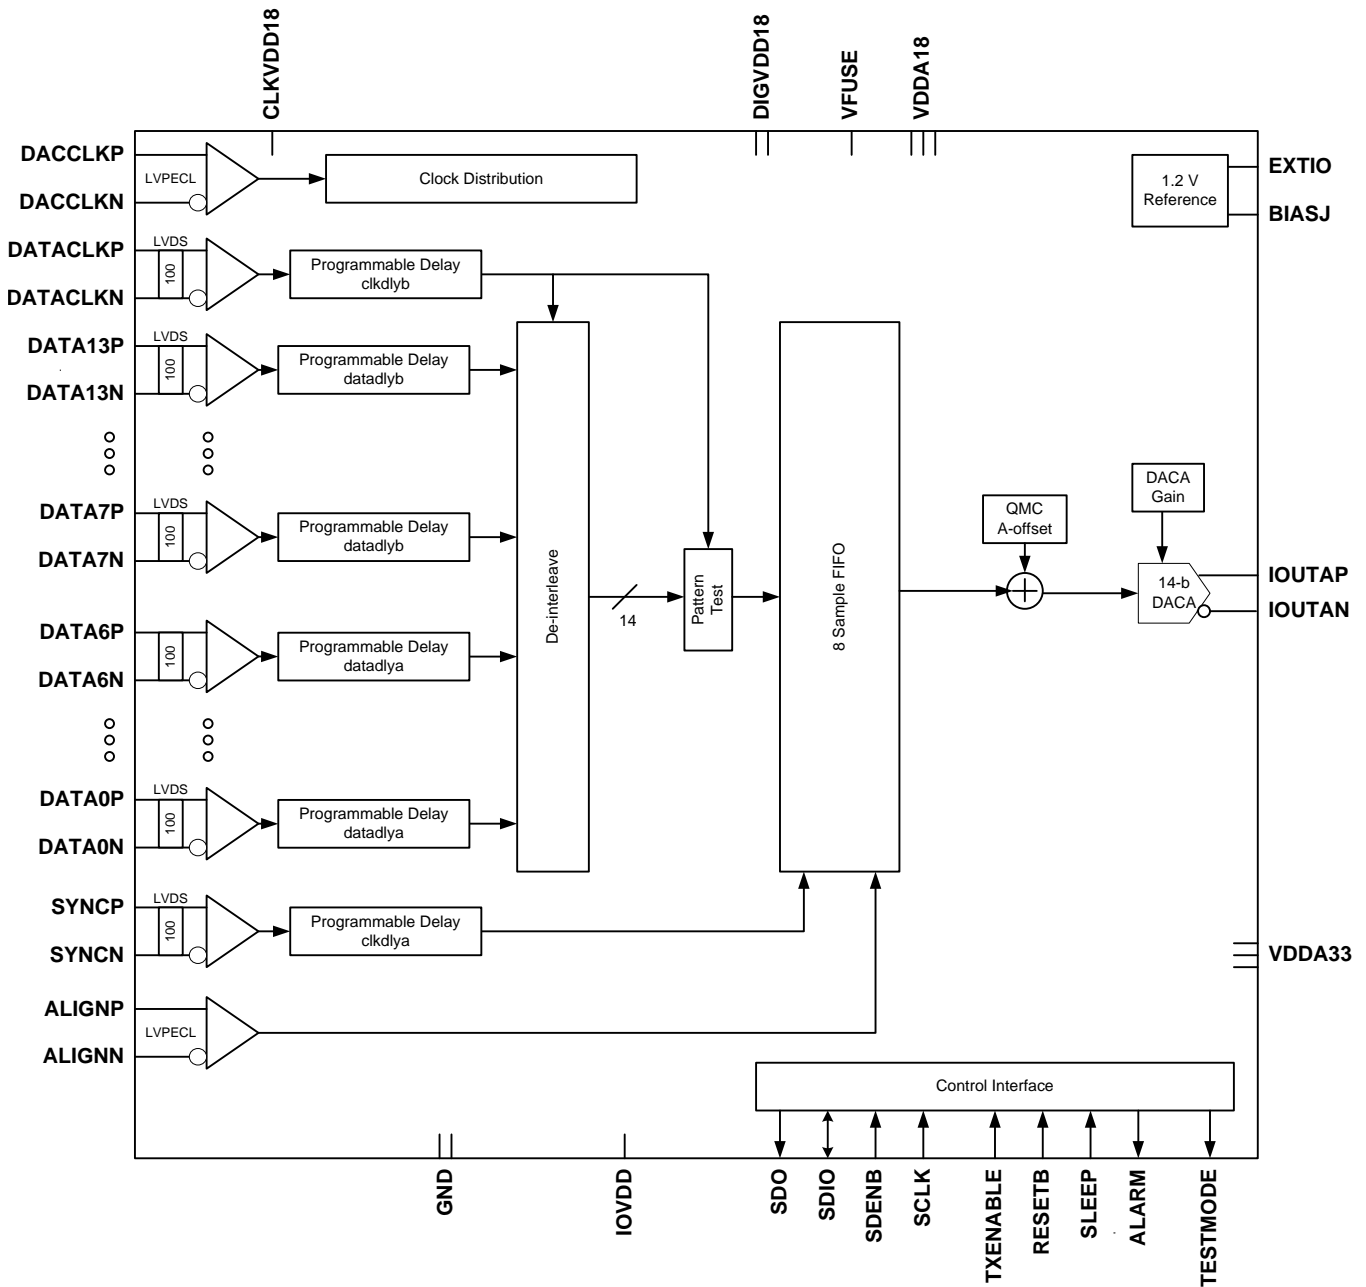 CLKVDD18
DIGVDD18
VFUSE
VDDA18
DACCLKP
LVPECL
DACCLKN
Clock Distribution
1.2 V
Reference
EXTIO
BIASJ
DATACLKP
LVDS
100
DATACLKN
Programmable Delay
clkdlyb
DATA13P
LVDS
100
DATA13N
Programmable Delay
datadlyb
DATA7P
LVDS
100
DATA7N
Programmable Delay
datadlyb
De-interleave
14
Pattern
Test
8 Sample FIFO
QMC
A-offset
DACA
Gain
14-b
DACA
IOUTAP
IOUTAN
DATA6P
100
DATA6N
Programmable Delay
datadlya
DATA0P
LVDS
100
DATA0N
Programmable Delay
datadlya
SYNCP
LVDS
100
SYNCN
Programmable Delay
clkdlya
VDDA33
ALIGNP
LVPECL
ALIGNN
Control Interface
GND
IOVDD
SDO
SDIO
SDENB
SCLK
TXENABLE
RESETB
SLEEP
ALARM
TESTMODE